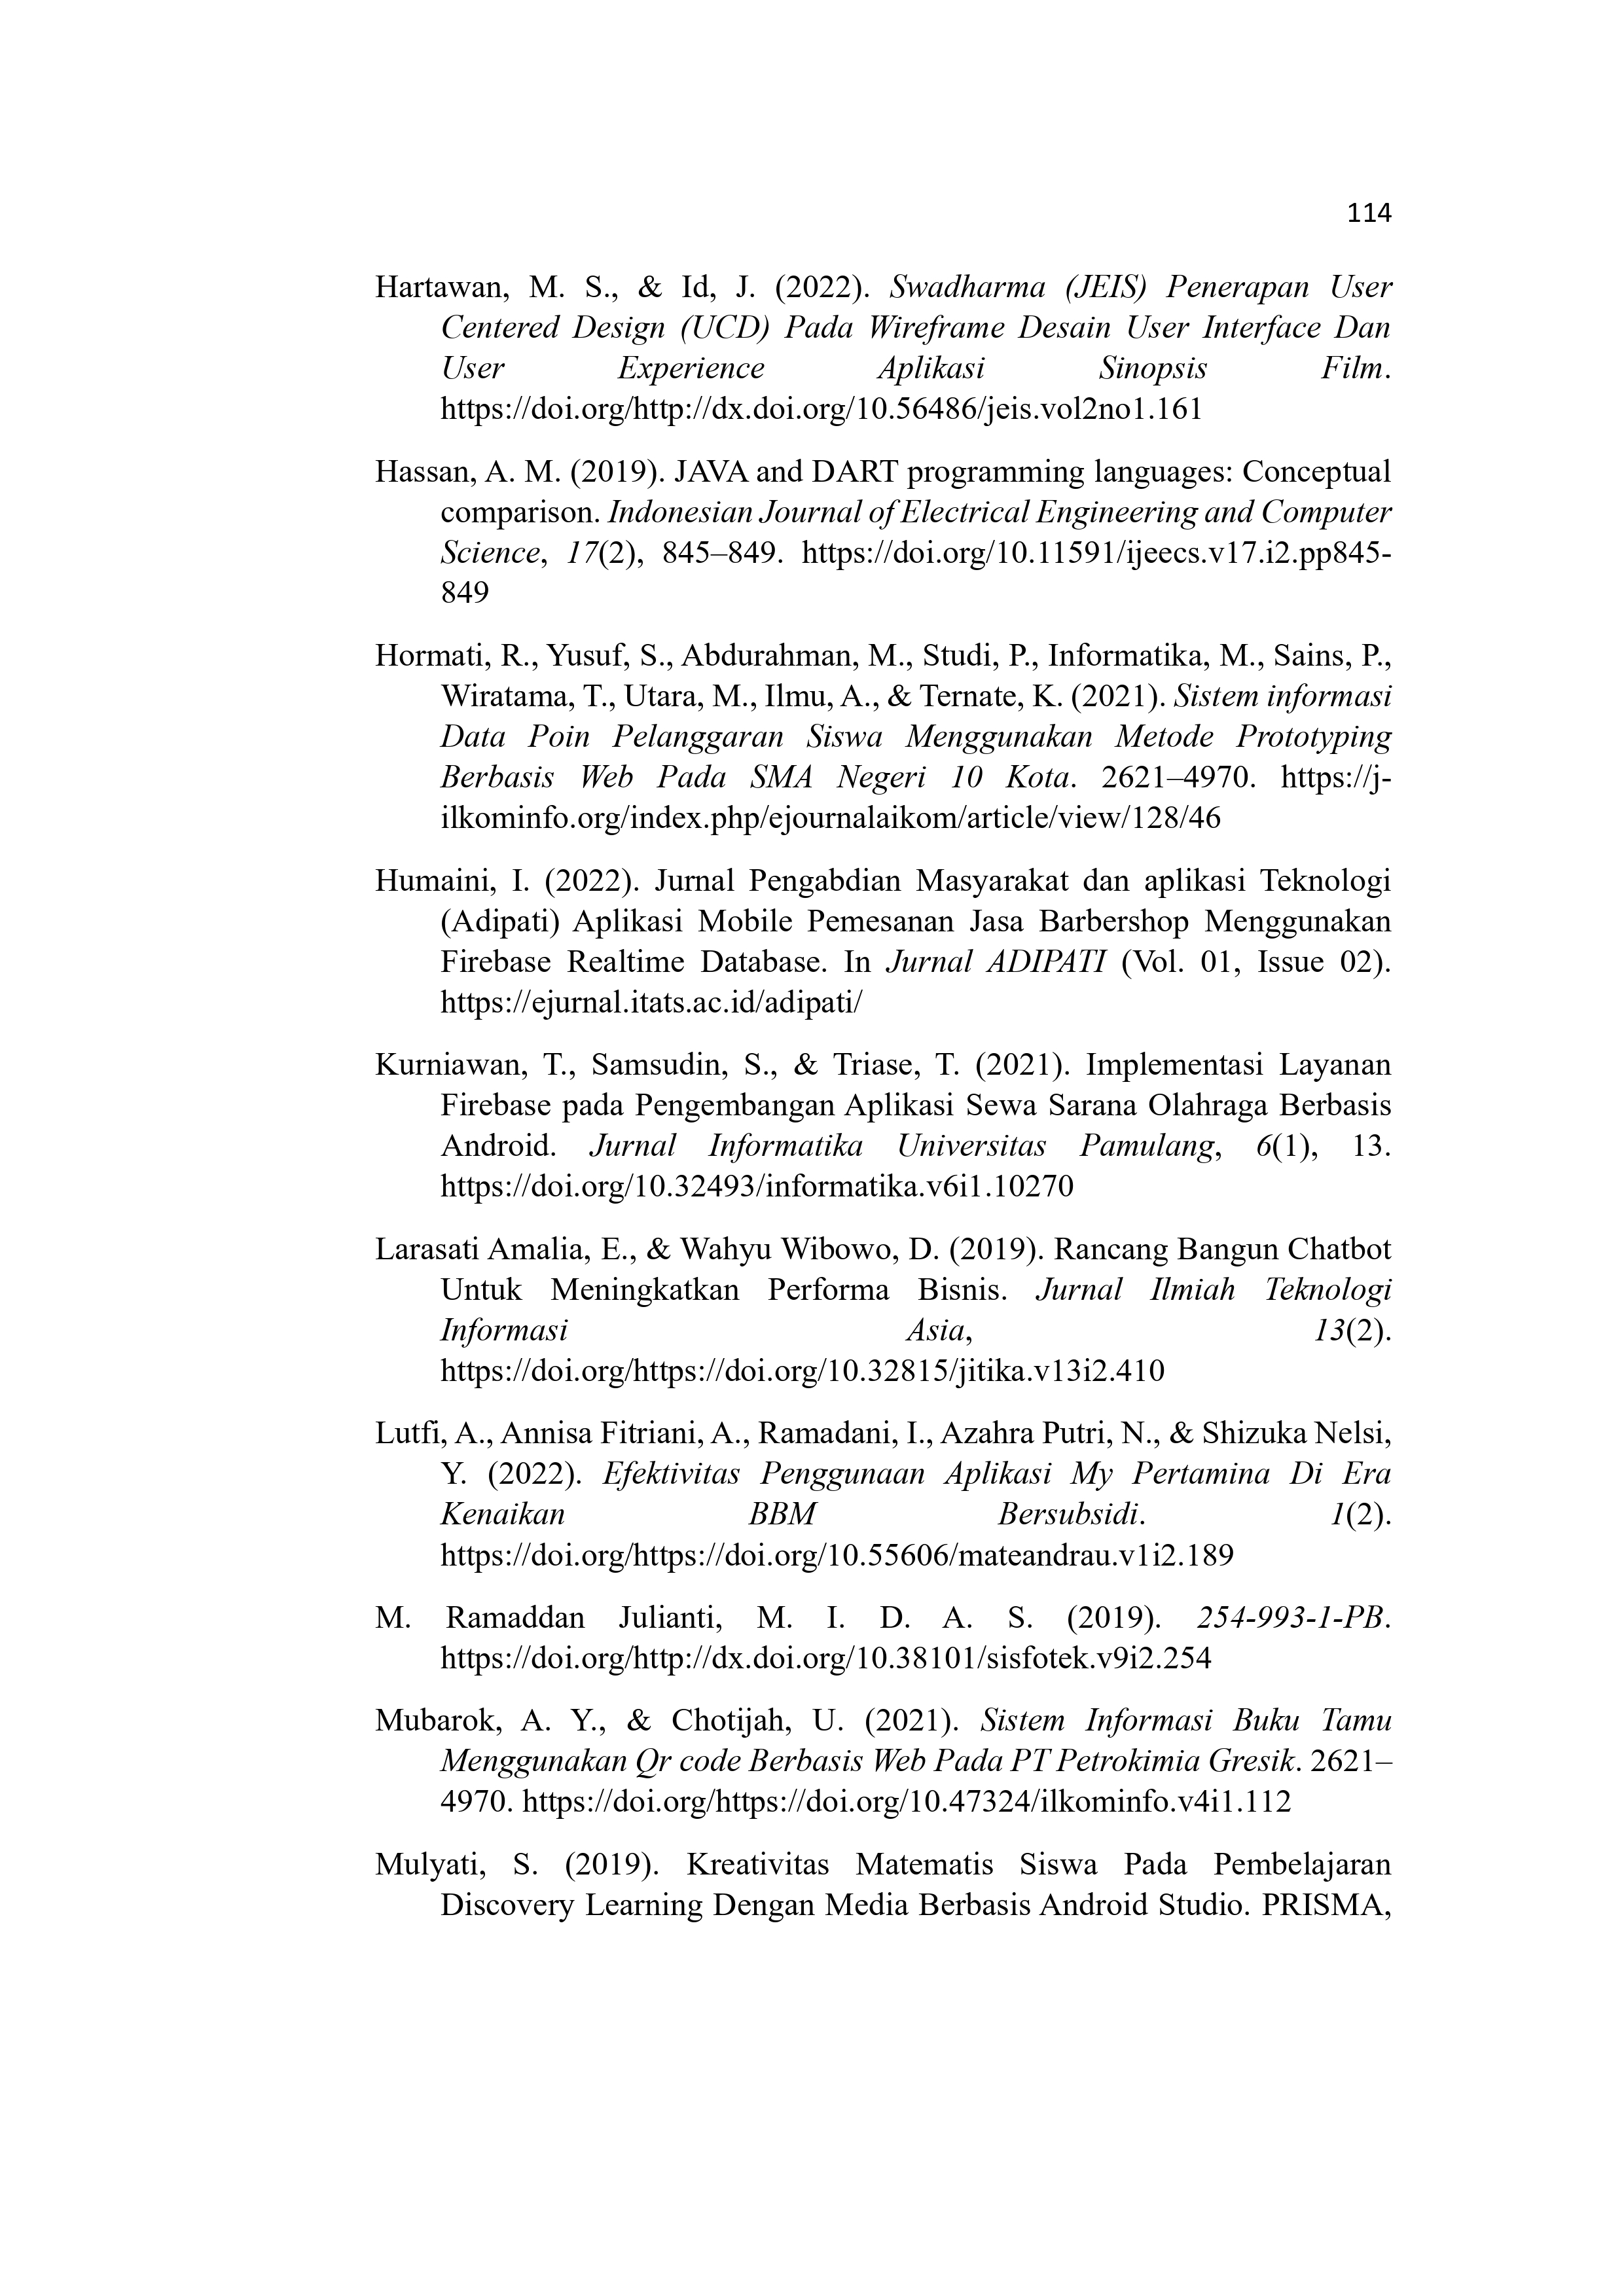 114
Hartawan, M. S., & Id, J. (2022). Swadharma (JEIS) Penerapan User
Centered Design (UCD) Pada Wireframe Desain User Interface Dan
User Experience Aplikasi Sinopsis Film.
https://doi.org/http://dx.doi.org/10.56486/jeis.vol2no1.161
Hassan, A. M. (2019). JAVA and DART programming languages: Conceptual
comparison. Indonesian Journal of Electrical Engineering and Computer
Science, 17(2), 845–849. https://doi.org/10.11591/ijeecs.v17.i2.pp845-
849
Hormati, R., Yusuf, S., Abdurahman, M., Studi, P., Informatika, M., Sains, P.,
Wiratama, T., Utara, M., Ilmu, A., & Ternate, K. (2021). Sistem informasi
Data Poin Pelanggaran Siswa Menggunakan Metode Prototyping
Berbasis Web Pada SMA Negeri 10 Kota. 2621–4970. https://j-
ilkominfo.org/index.php/ejournalaikom/article/view/128/46
Humaini, I. (2022). Jurnal Pengabdian Masyarakat dan aplikasi Teknologi
(Adipati) Aplikasi Mobile Pemesanan Jasa Barbershop Menggunakan
Firebase Realtime Database. In Jurnal ADIPATI (Vol. 01, Issue 02).
https://ejurnal.itats.ac.id/adipati/
Kurniawan, T., Samsudin, S., & Triase, T. (2021). Implementasi Layanan
Firebase pada Pengembangan Aplikasi Sewa Sarana Olahraga Berbasis
Android. Jurnal Informatika Universitas Pamulang, 6(1), 13.
https://doi.org/10.32493/informatika.v6i1.10270
Larasati Amalia, E., & Wahyu Wibowo, D. (2019). Rancang Bangun Chatbot
Untuk Meningkatkan Performa Bisnis. Jurnal Ilmiah Teknologi
Informasi Asia, 13(2).
https://doi.org/https://doi.org/10.32815/jitika.v13i2.410
Lutfi, A., Annisa Fitriani, A., Ramadani, I., Azahra Putri, N., & Shizuka Nelsi,
Y. (2022). Efektivitas Penggunaan Aplikasi My Pertamina Di Era
Kenaikan BBM Bersubsidi. 1(2).
https://doi.org/https://doi.org/10.55606/mateandrau.v1i2.189
M. Ramaddan Julianti, M. I. D. A. S. (2019). 254-993-1-PB.
https://doi.org/http://dx.doi.org/10.38101/sisfotek.v9i2.254
Mubarok, A. Y., & Chotijah, U. (2021). Sistem Informasi Buku Tamu
Menggunakan Qr code Berbasis Web Pada PT Petrokimia Gresik. 2621–
4970. https://doi.org/https://doi.org/10.47324/ilkominfo.v4i1.112
Mulyati, S. (2019). Kreativitas Matematis Siswa Pada Pembelajaran
Discovery Learning Dengan Media Berbasis Android Studio. PRISMA,